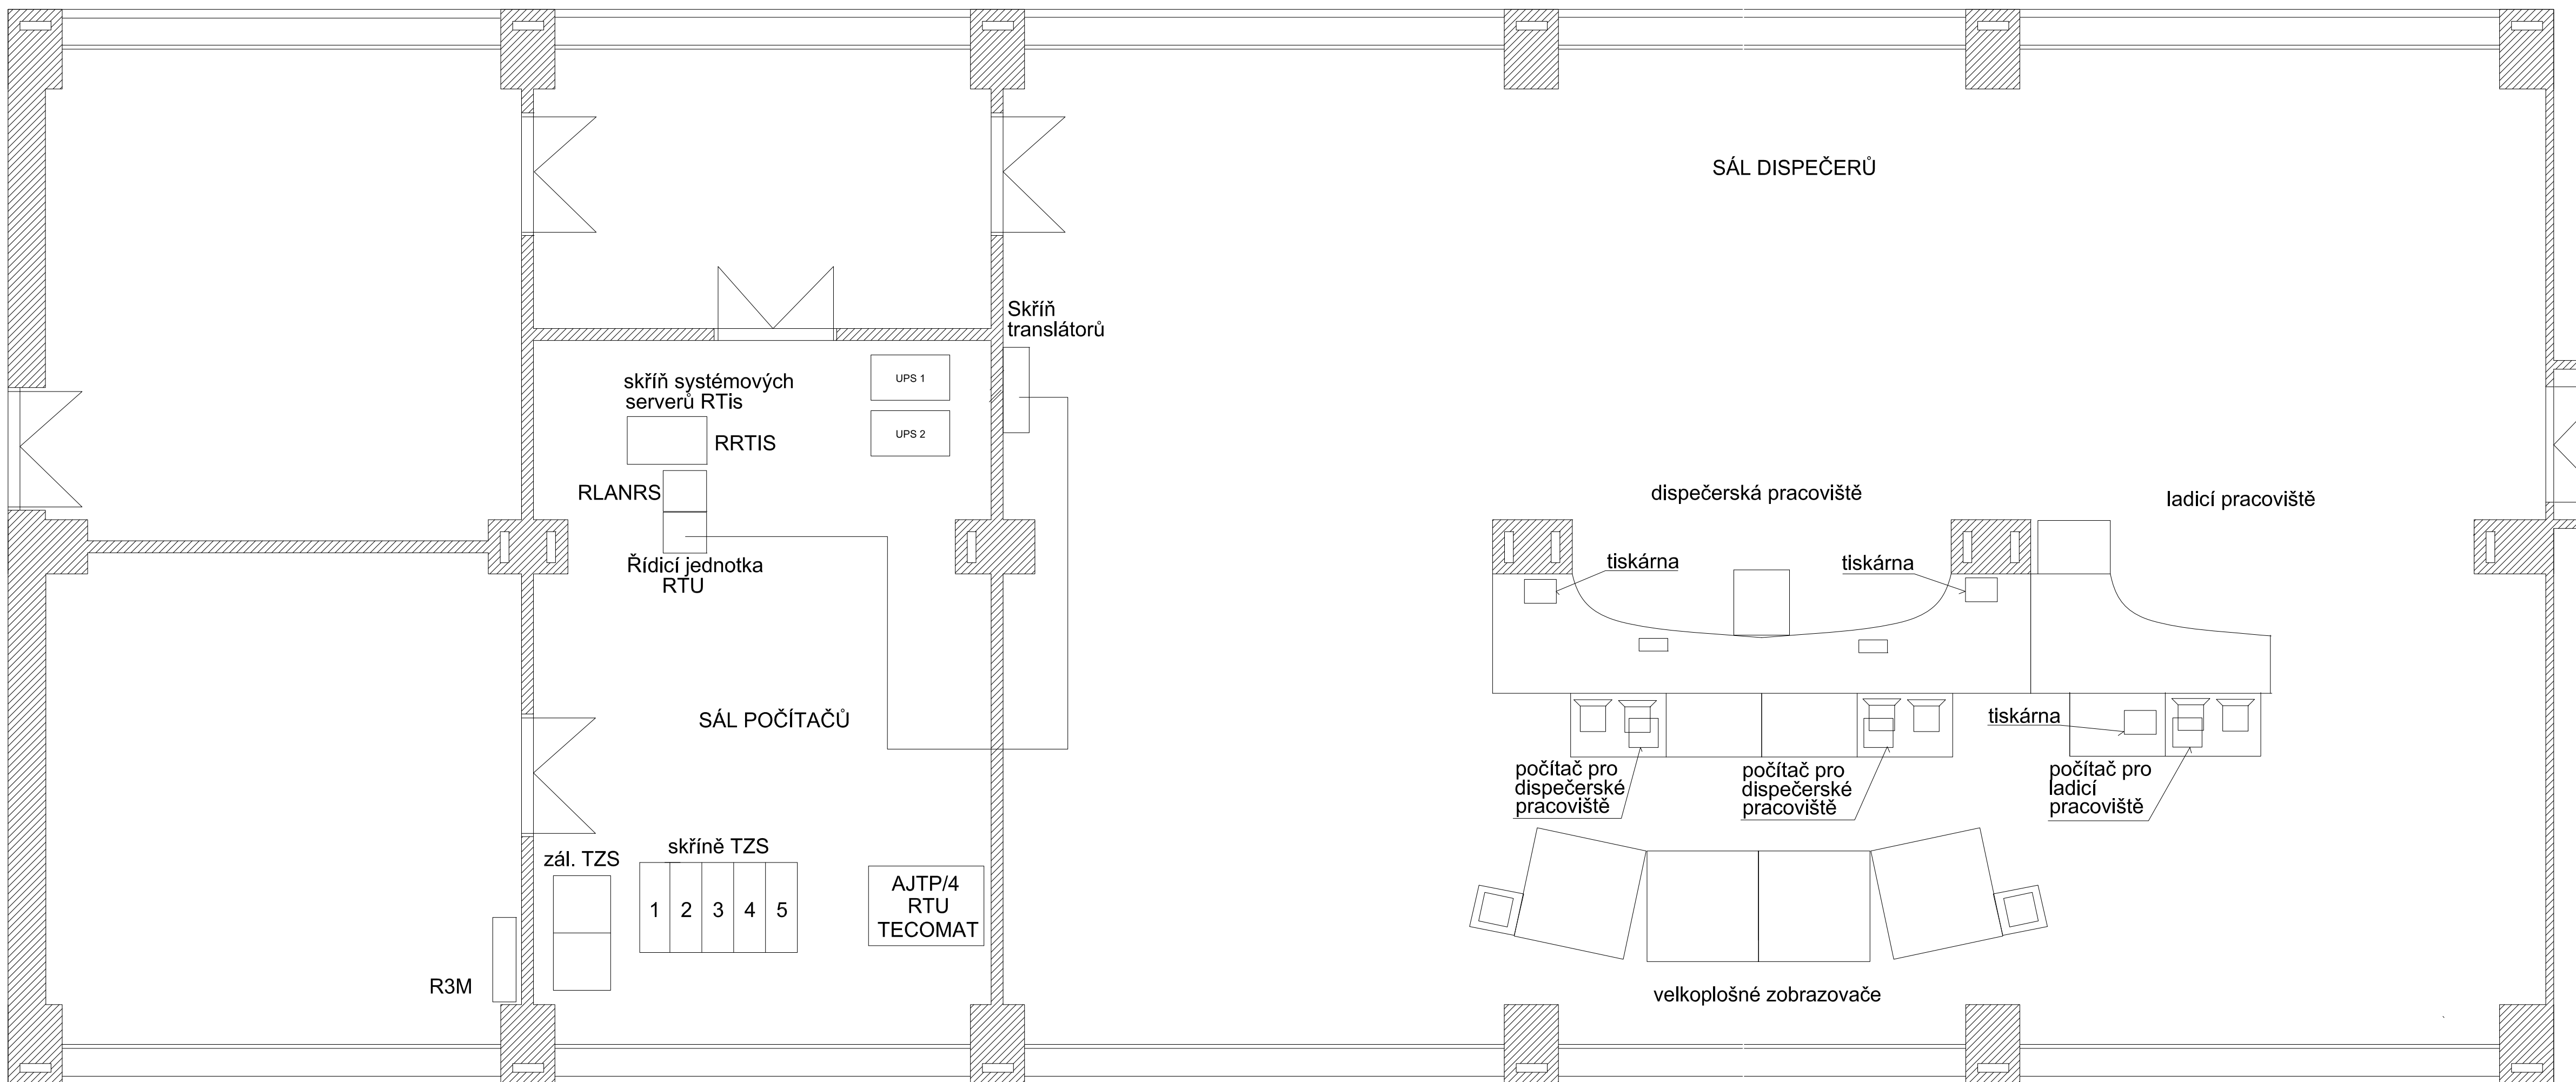 SÁL DISPEČERŮ
Skříň
translátorů
skříň systémových
serverů RTis
UPS 1
UPS 2
RRTIS
RLANRS
Řídicí jednotka
RTU
dispečerská pracoviště
ladicí pracoviště
tiskárna
tiskárna
SÁL POČÍTAČŮ
tiskárna
počítač pro
dispečerské
pracoviště
počítač pro
dispečerské
pracoviště
počítač pro
ladicí
pracoviště
zál. TZS
skříně TZS
1 2 3 4 5
AJTP/4
RTU
TECOMAT
R3M
velkoplošné zobrazovače